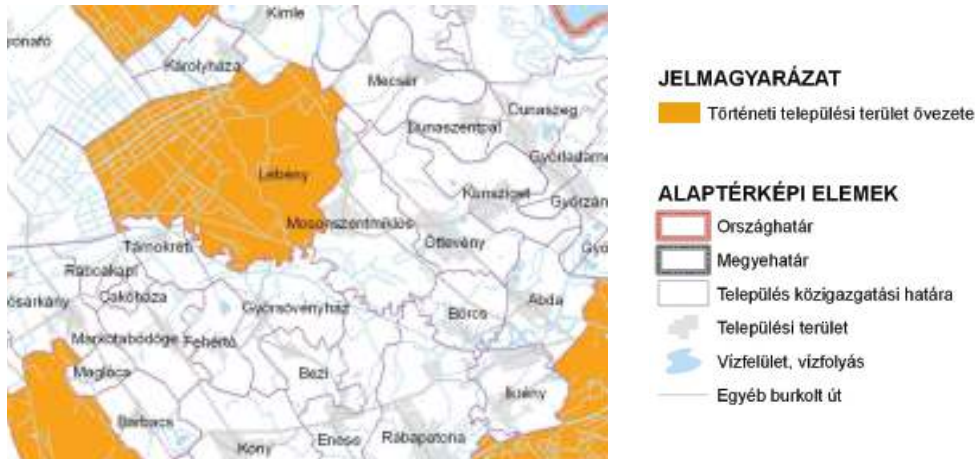 Kimle
Károlyháza
Mecsér
Dunaszeg
Dunaszentpál
Lébény
Kunsziget
Mosonszentmiklós
Öttevény
Tárnokréti
Rábcakapi
Cakóháza
Győrsövényház
Abda
Börcs
Markotabödöge
Fehértó
Maglóca
Bezi
Ikrény
Barbacs
Kony
Enese
Rábapatona
JELMAGYARÁZAT
Történeti települési terület övezete
ALAPTÉRKÉPI ELEMEK
Országhatár
Megyehatár
Település közigazgatási határa
Települési terület
Vízfelület, vízfolyás
Egyéb burkolt út